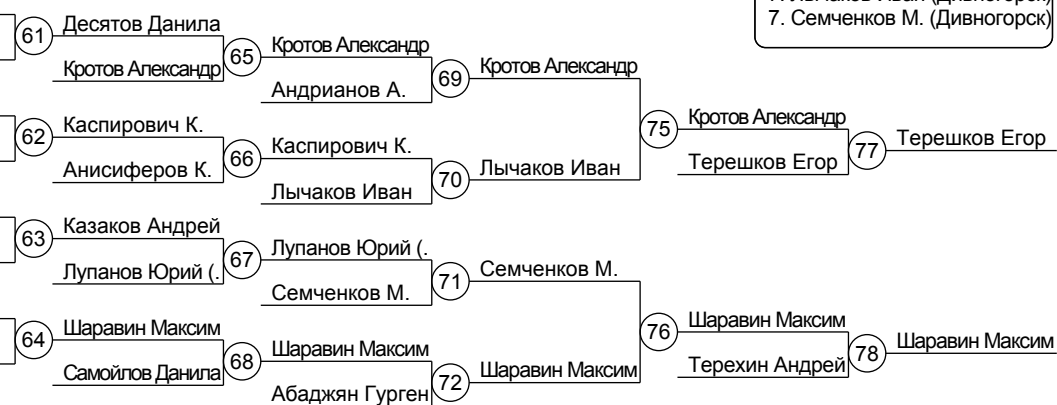 7. Семченков М. (Дивногорск)
61
Десятов Данила
Кротов Александр
65
Кротов Александр
Андрианов А.
69
Кротов Александр
62
Каспирович К.
Анисиферов К.
66
Каспирович К.
Лычаков Иван
70
Лычаков Иван
75
Кротов Александр
Терешков Егор
77
Терешков Егор
63
Казаков Андрей
Лупанов Юрий (.
67
Лупанов Юрий (.
Семченков М.
71
Семченков М.
64
Шаравин Максим
Самойлов Данила
68
Шаравин Максим
Абаджян Гурген
72
Шаравин Максим
76
Шаравин Максим
Терехин Андрей
78
Шаравин Максим